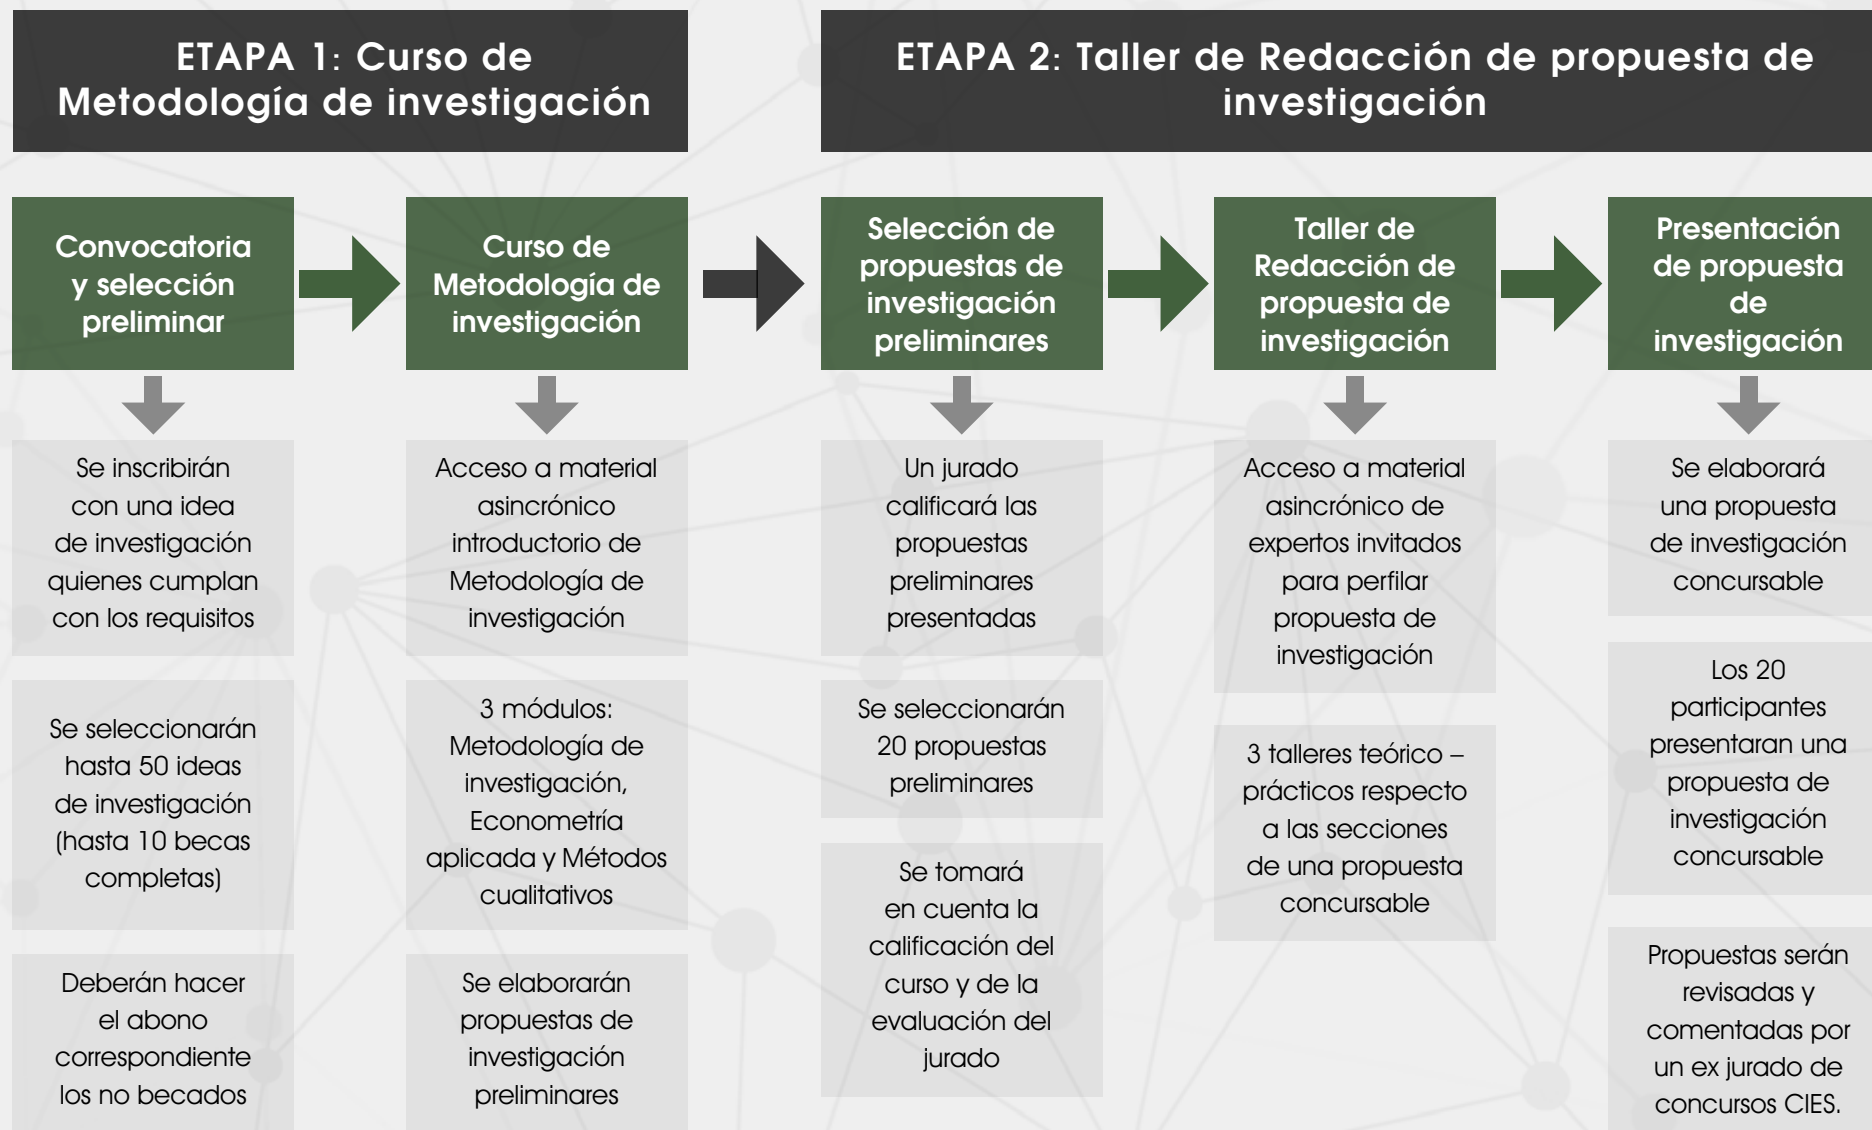 ETAPA 1: Curso de
Metodología de investigación
ETAPA 2: Taller de Redacción de propuesta de
investigación
Convocatoria
y selección
preliminar
Se inscribirán
con una idea
de investigación
quienes cumplan
con los requisitos
Se seleccionarán
hasta 50 ideas
de investigación
(hasta 10 becas
completas)
Deberán hacer
el abono
correspondiente
los no becados
Curso de
Metodología de
investigación
Acceso a material
asincrónico
introductorio de
Metodología de
investigación
3 módulos:
Metodología de
investigación,
Econometría
aplicada y Métodos
cualitativos
Se elaborarán
propuestas de
investigación
preliminares
Selección de
propuestas de
investigación
preliminares
Un jurado
calificará las
propuestas
preliminares
presentadas
Se seleccionarán
20 propuestas
preliminares
Se tomará
en cuenta la
calificación del
curso y de la
evaluación del
jurado
Taller de
Redacción de
propuesta de
investigación
Acceso a material
asincrónico de
expertos invitados
para perfilar
propuesta de
investigación
3 talleres teórico –
prácticos respecto
a las secciones
de una propuesta
concursable
Presentación
de propuesta
de
investigación
Se elaborará
una propuesta
de investigación
concursable
Los 20
participantes
presentaran una
propuesta de
investigación
concursable
Propuestas serán
revisadas y
comentadas por
un ex jurado de
concursos CIES.